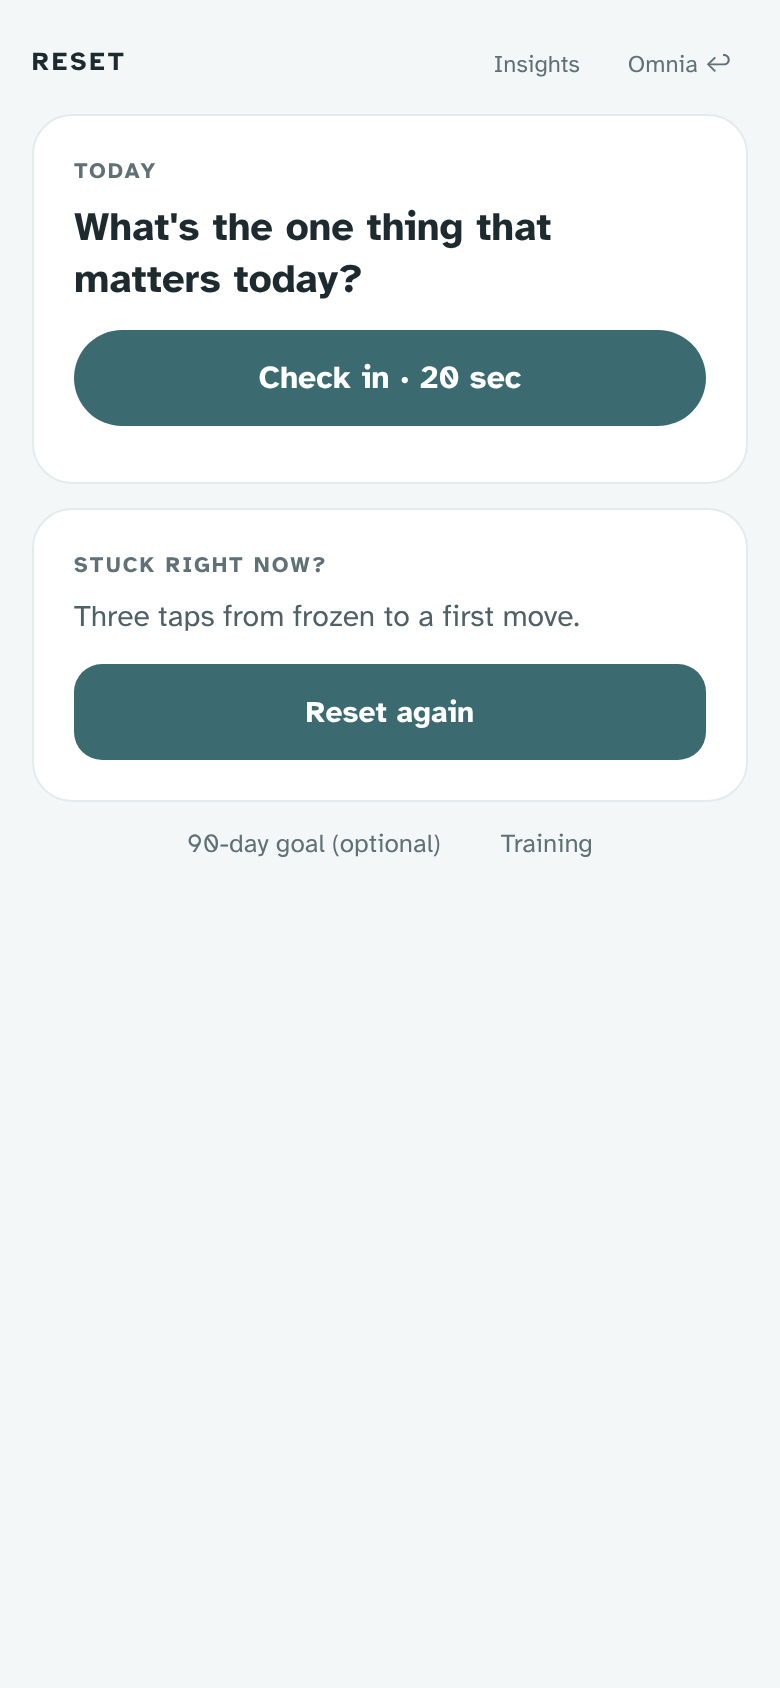 RESET
Insights
Omnia ↩
TODAY
What's the one thing that
matters today?
Check in · 20 sec
STUCK RIGHT NOW?
Three taps from frozen to a first move.
Reset again
90-day goal (optional)
Training